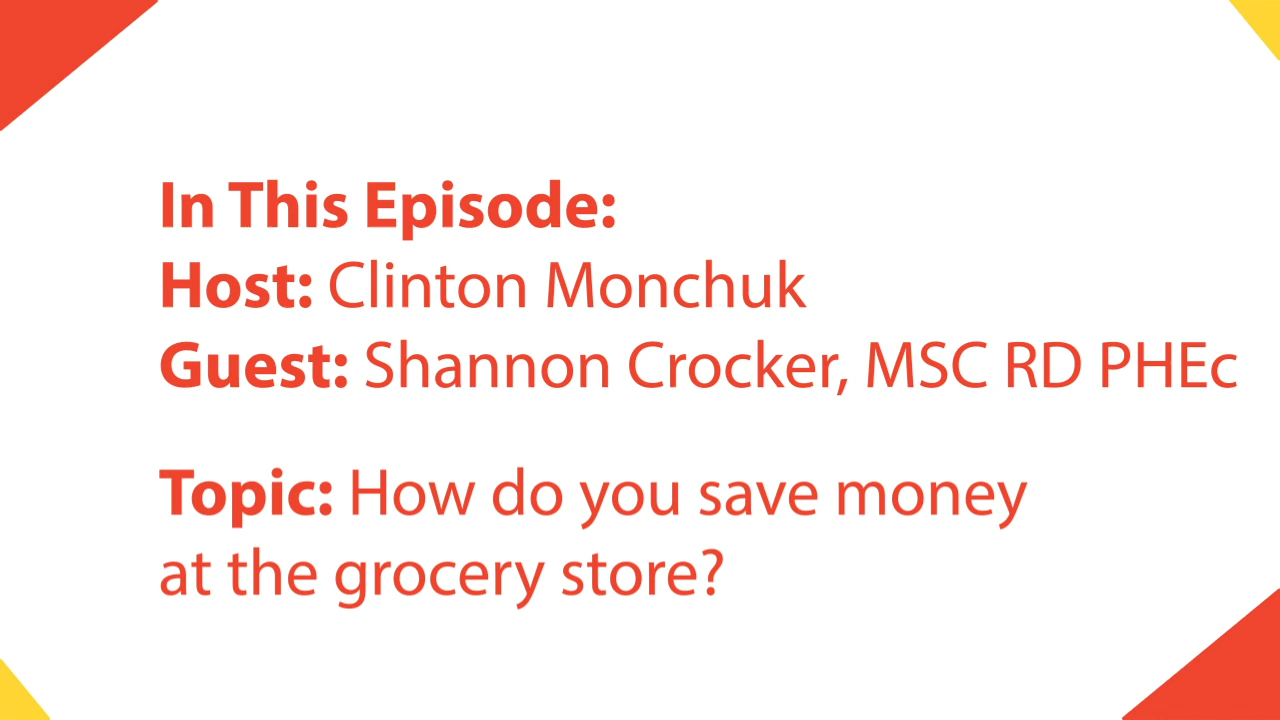 In This Episode:
Host: Clinton Monchuk
Guest: Shannon Crocker, MSC RD PHEc
Topic: How do you save money
at the grocery store?